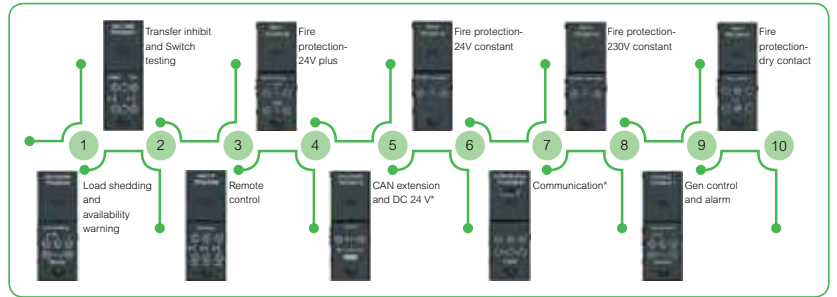 Transfer inhibit
and Switch
testing
Fire
protection-
24V plus
Fire protection-
24V constant
Fire protection-
230V constant
Fire
protection-
dry contact
1
2
3
4
5
6
7
8
9
10
Load shedding
and
availability
warning
Remote
control
CAN extension
and DC 24 V*
Communication*
Gen control
and alarm